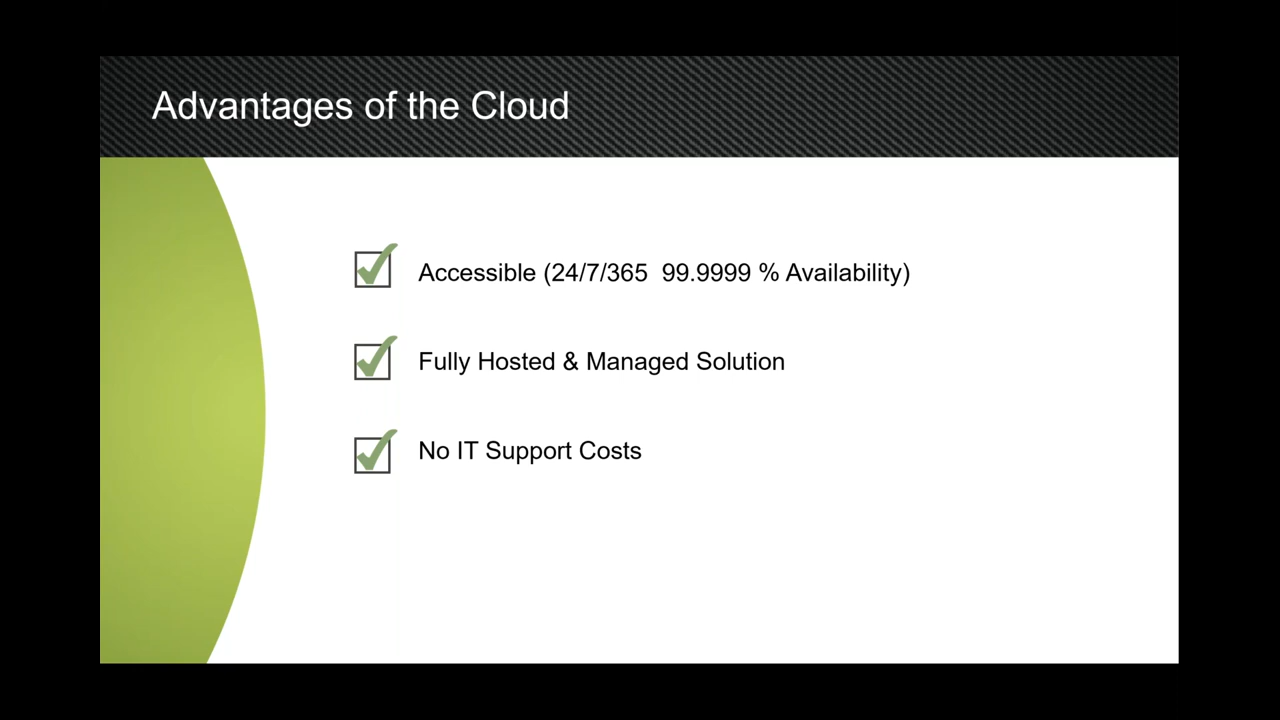 Advantages of the Cloud
Accessible (24/7/365  99.9999 % Availability)
Fully Hosted & Managed Solution
No IT Support Costs